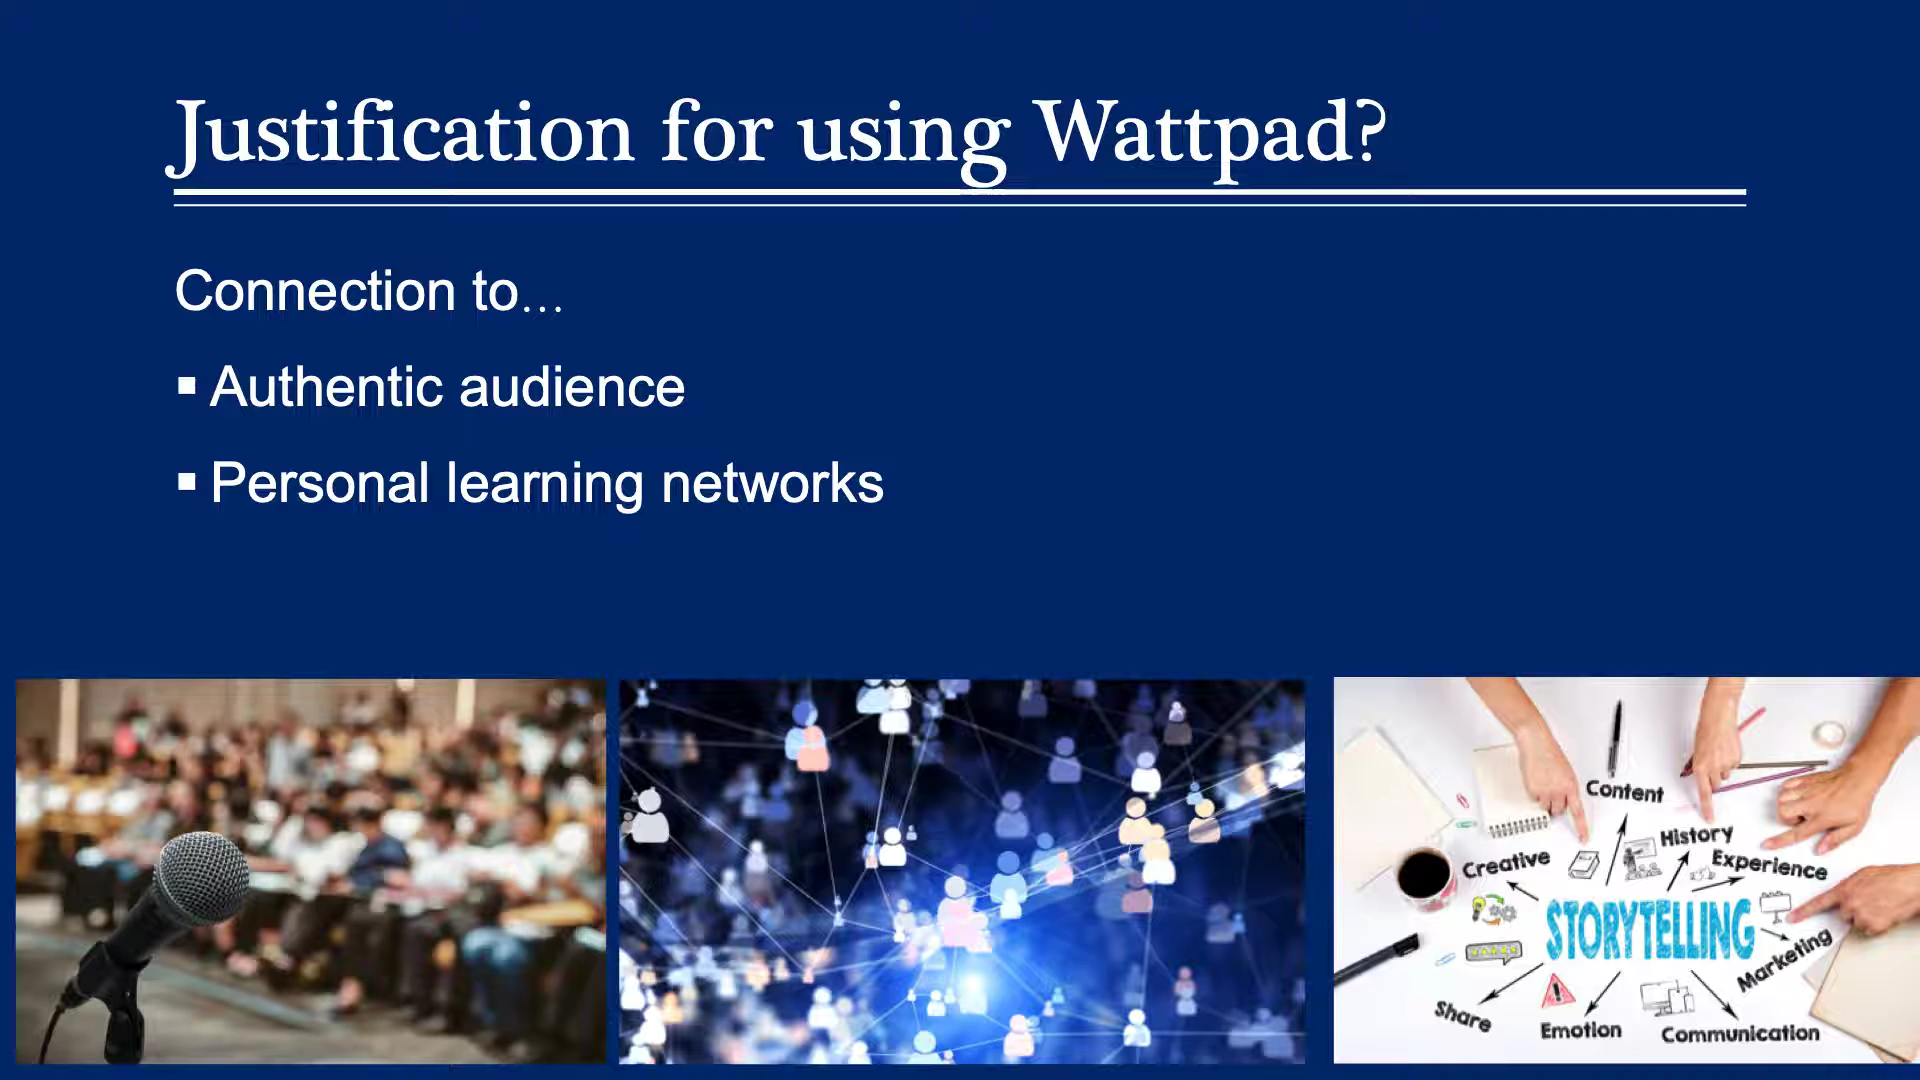 Justification for using Wattpad?
Connection to…
▪ Authentic audience
▪ Personal learning networks
Content
History
Creative
Experience
STORYTELLING
Marketing
Share
Emotion
Communication